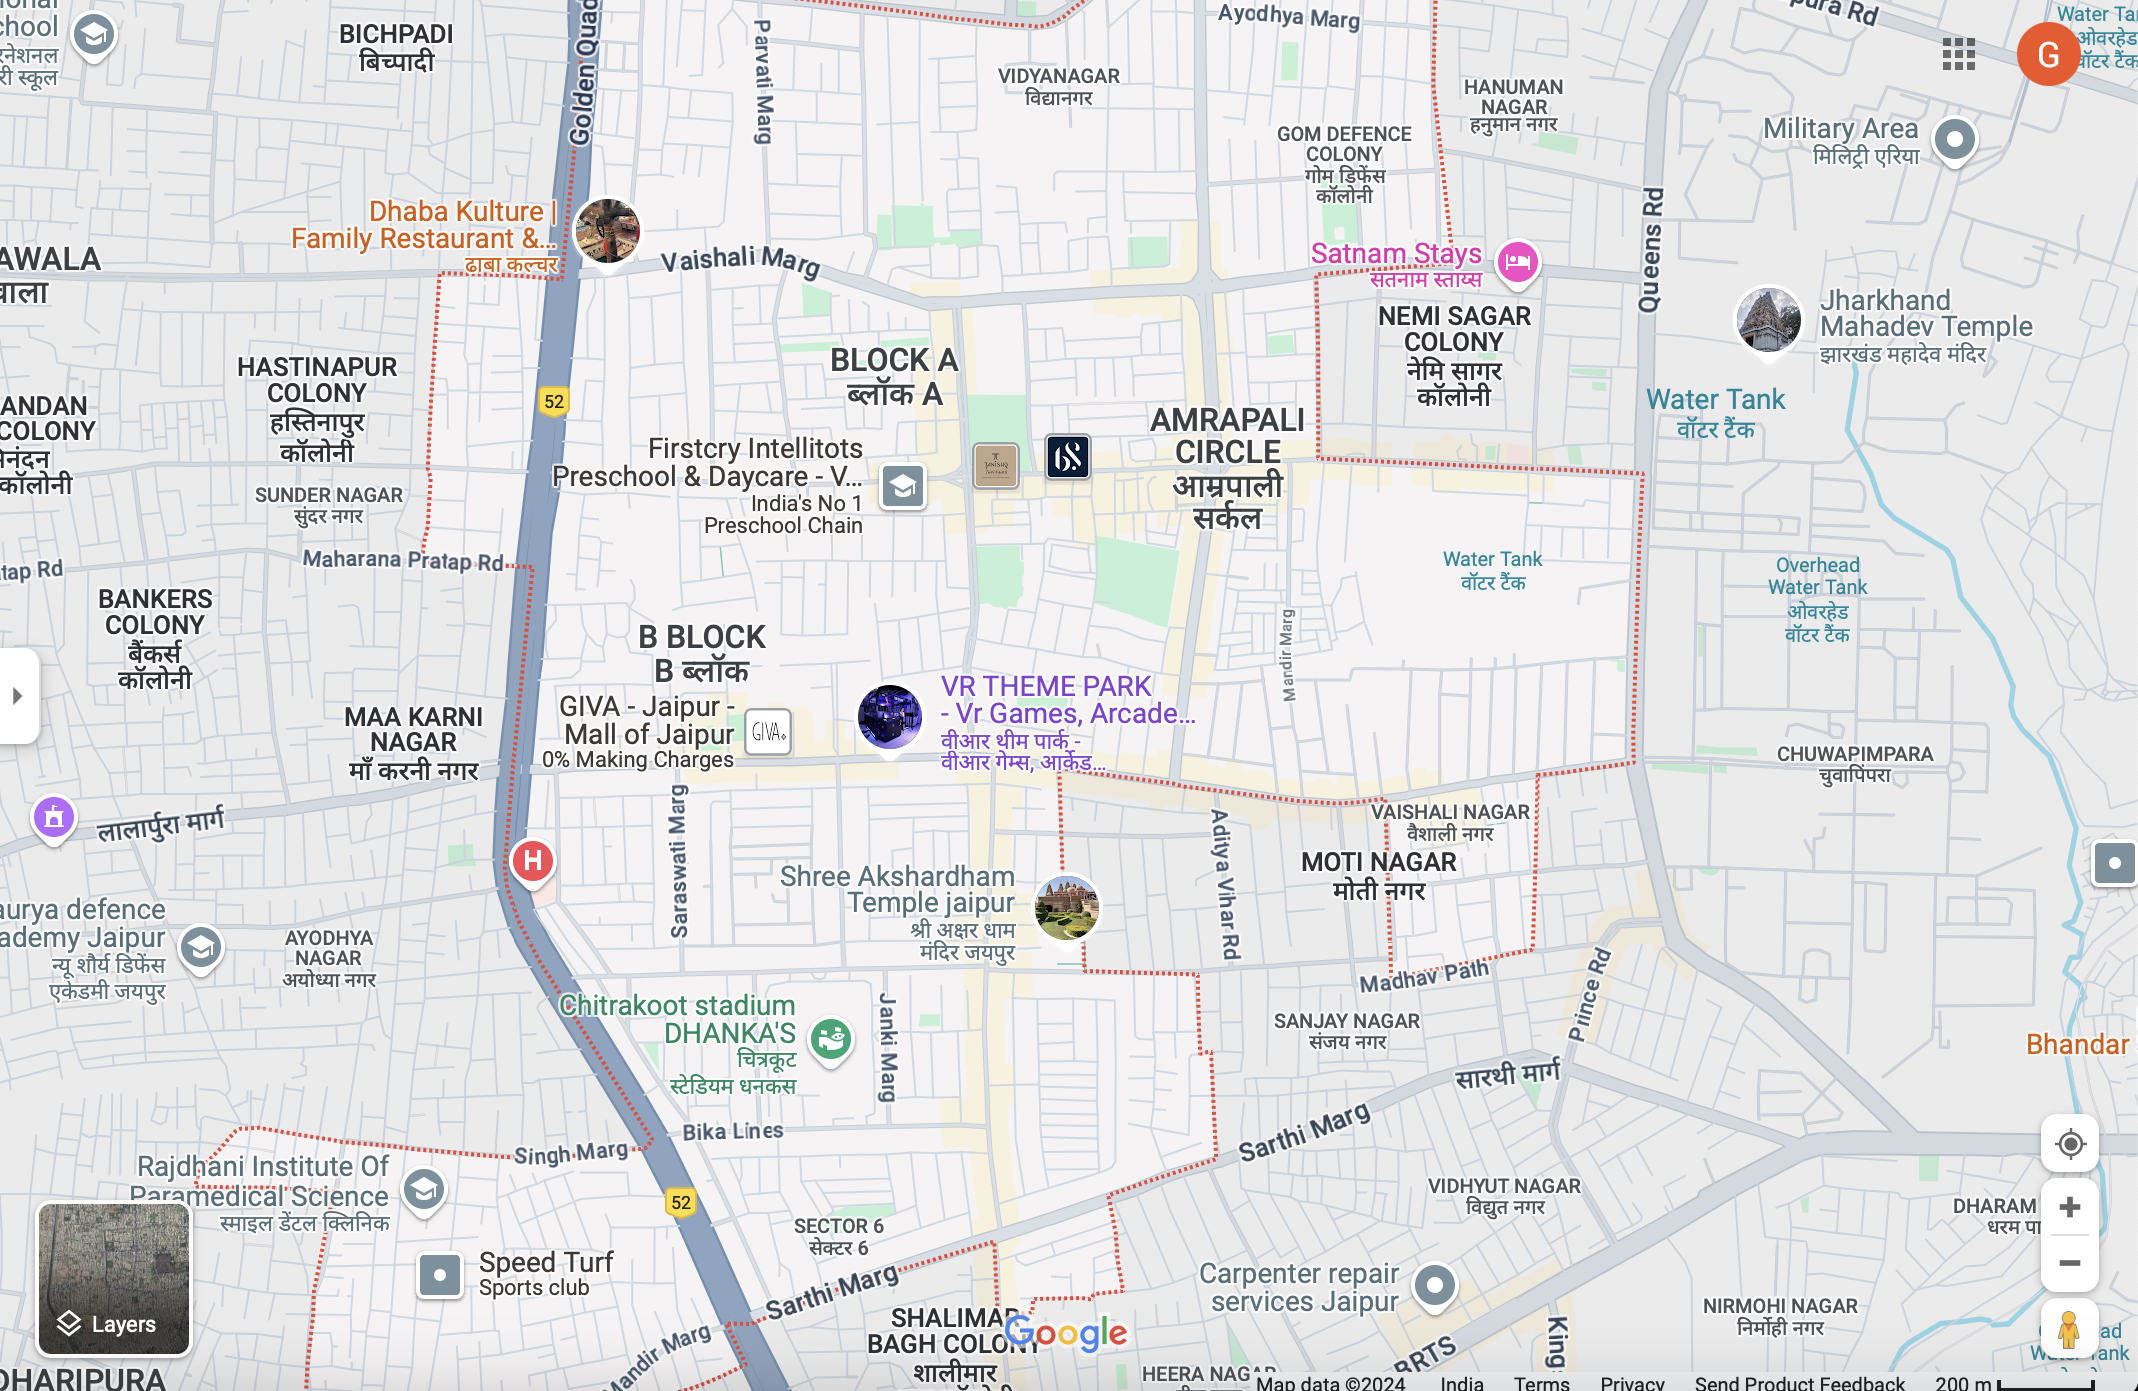 chool
BICHPADI
बिच्पादी
Golden Quad
Parvati Marg
Ayodhya Marg
pura Rd
VIDYANAGAR
विद्यानगर
HANUMAN
NAGAR
हनुमान नगर
GOM DEFENCE
COLONY
गोम डिफेंस
कॉलोनी
G
Military Area
मिलिट्री एरिया
Dhaba Kulture |
Family Restaurant &...
ढाबा कल्चर
Vaishali Marg
Satnam Stays
सतनाम स्ताय्स
Queens Rd
AWALA
वाला
NEMI SAGAR
COLONY
नेमि सागर
कॉलोनी
Jharkhand
Mahadev Temple
झारखंड महादेव मंदिर
HASTINAPUR
COLONY
हस्तिनापुर
कॉलोनी
52
BLOCK A
ब्लॉक A
AMRAPALI
CIRCLE
आम्रपाली
सर्कल
Water Tank
वॉटर टैंक
ANDAN
COLONY
कॉलोनी
SUNDER NAGAR
सुंदर नगर
Firstcry Intellitots
Preschool & Daycare - V...
India's No 1
Preschool Chain
TANISHQ
Maharana Pratap Rd
tap Rd
Water Tank
वॉटर टैंक
Overhead
Water Tank
ओवरहेड
वॉटर टैंक
BANKERS
COLONY
बैंकर्स
कॉलोनी
B BLOCK
B ब्लॉक
Mandir Marg
MAA KARNI
NAGAR
माँ करनी नगर
GIVA - Jaipur -
Mall of Jaipur
0% Making Charges
GIVA
VR THEME PARK
- Vr Games, Arcade...
वीआर थीम पार्क -
वीआर गेम्स, आर्केड...
CHUWAPIMPARA
चुवापिंपरा
लालार्पुरा मार्ग
H
Saraswati Marg
Aditya Vihar Rd
VAISHALI NAGAR
वैशाली नगर
MOTI NAGAR
मोती नगर
Shree Akshardham
Temple jaipur
श्री अक्षर धाम
मंदिर जयपुर
aurya defence
ademy Jaipur
न्यू शौर्य डिफेंस
एकेडमी जयपुर
AYODHYA
NAGAR
अयोध्या नगर
Madhav Path
Prince Rd
Chitrakoot stadium
DHANKA'S
चित्रकूट
स्टेडियम धनकस
Janki Marg
SANJAY NAGAR
संजय नगर
Bhandar
सारथी मार्ग
Sarthi Marg
Singh Marg
Bika Lines
Rajdhani Institute Of
Paramedical Science
स्माइल डेंटल क्लिनिक
52
VIDHYUT NAGAR
विद्युत नगर
DHARAM
धरम पा
SECTOR 6
सेक्टर 6
Speed Turf
Sports club
Sarthi Marg
Carpenter repair
services Jaipur
Layers
SHALIMAR
BAGH COLONY
शालीमार
Google
NIRMOHI NAGAR
निर्मोही नगर
Mandir Marg
BRTS
King
DHARIPURA
HEERA NAGAR
Map data ©2024 India Terms Privacy Send Product Feedback 200 m